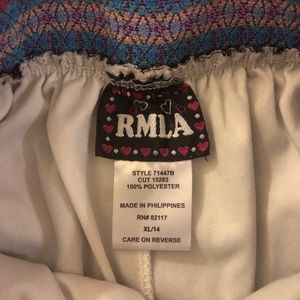 RMLA
STYLE 71447B
CUT 15283
100% POLYESTER
MADE IN PHILIPPINES
RN# 82117
XL/14
CARE ON REVERSE